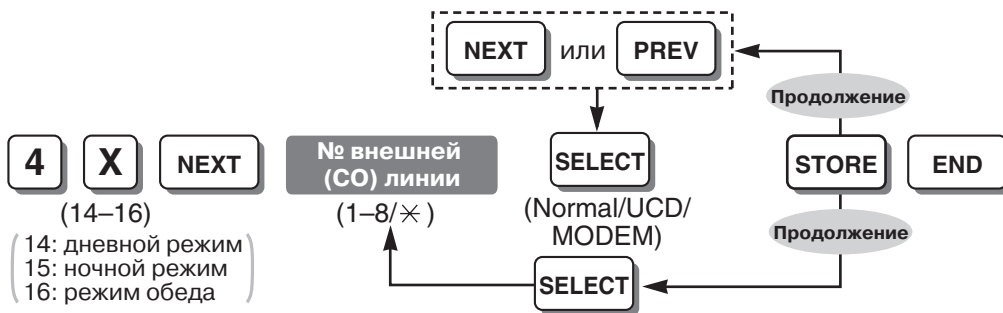 NEXT или PREV
Продолжение
4 X NEXT № внешней (CO) линии SELECT STORE END
(14–16) (1–8/✳) (Normal/UCD/MODEM)
Продолжение
14: дневной режим
15: ночной режим
16: режим обеда
SELECT